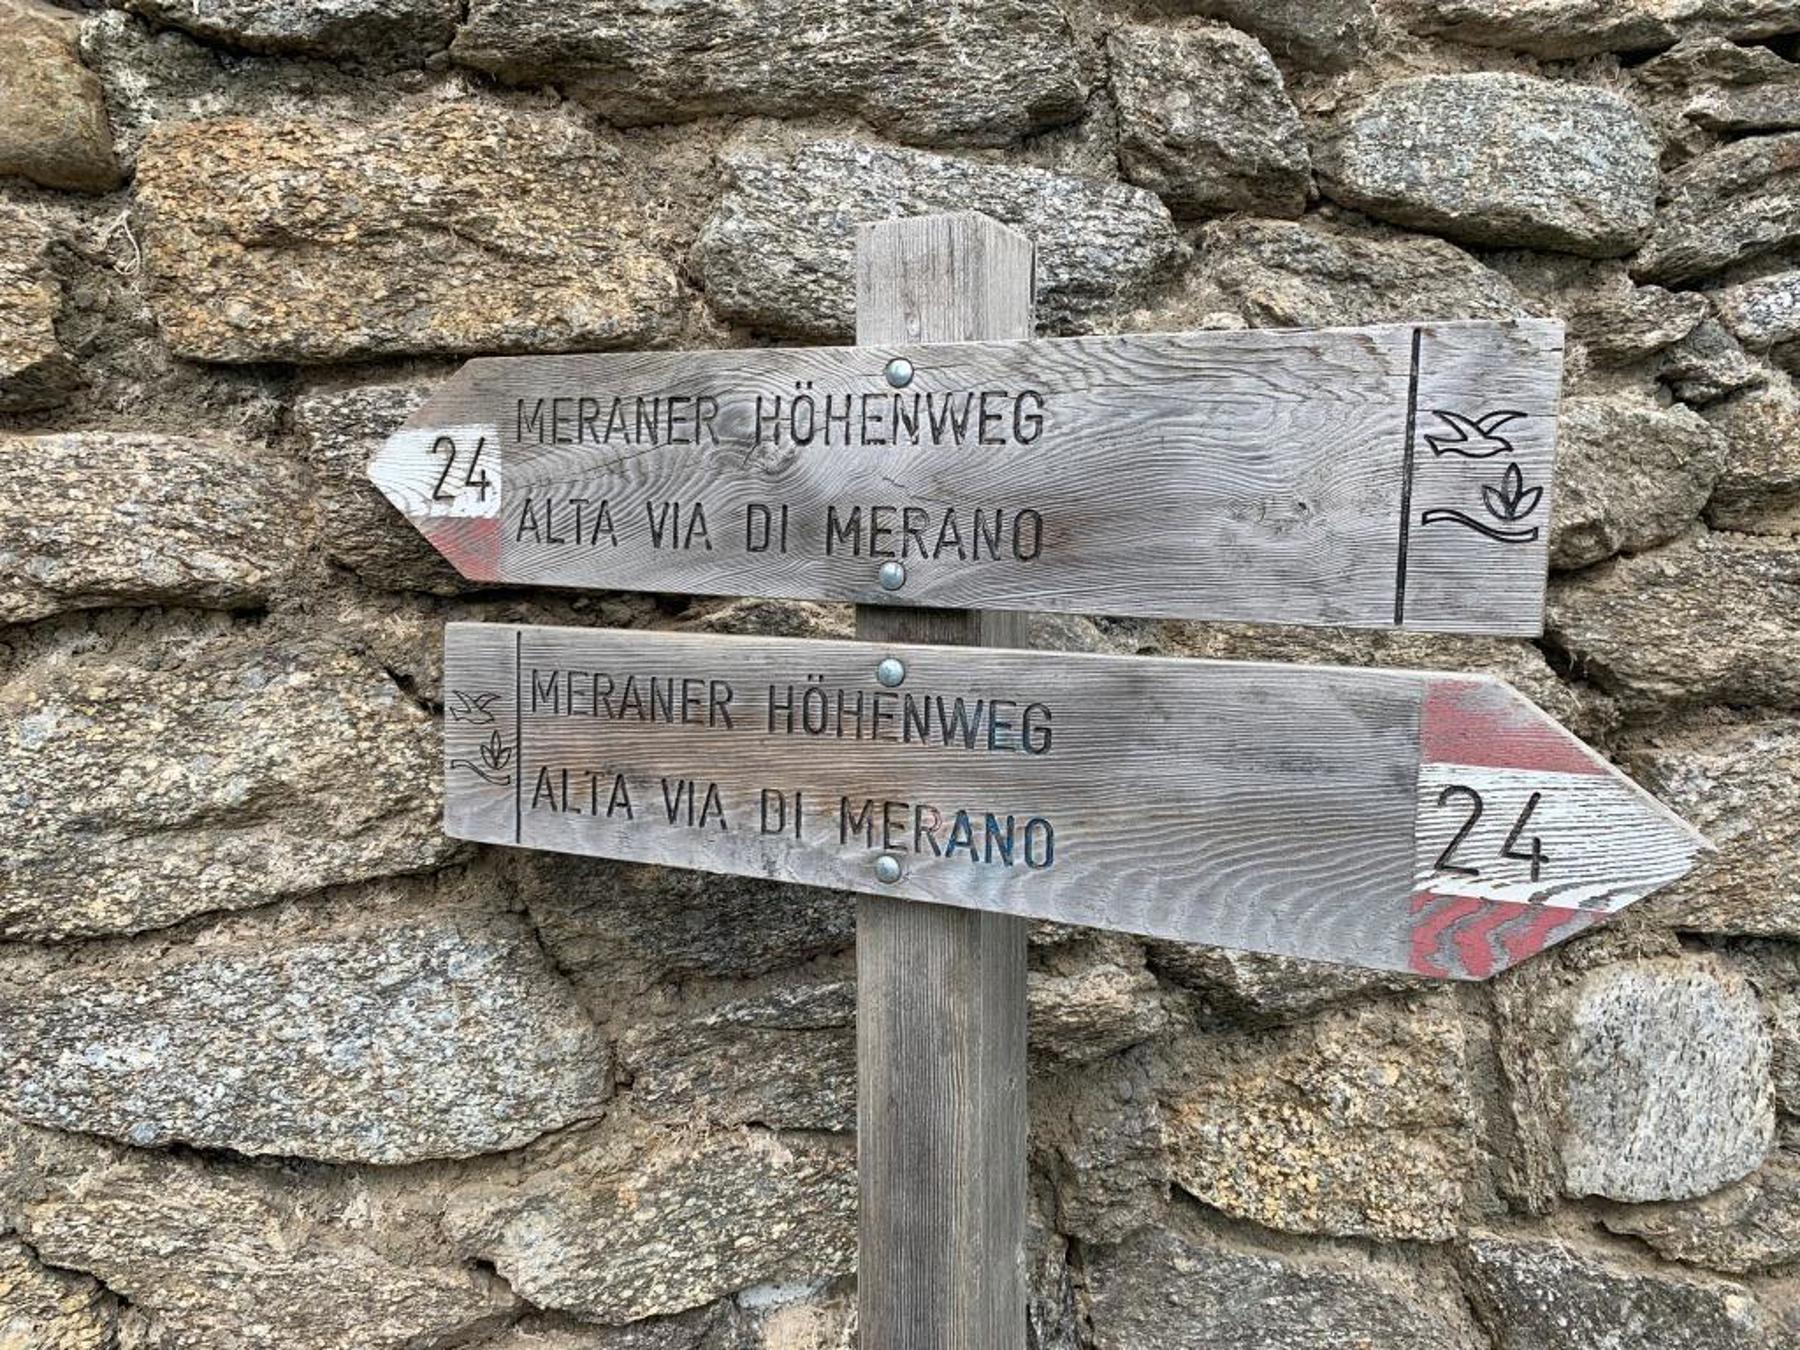 MERANER HÖHENWEG
24
ALTA VIA DI MERANO
MERANER HÖHENWEG
ALTA VIA DI MERANO
24